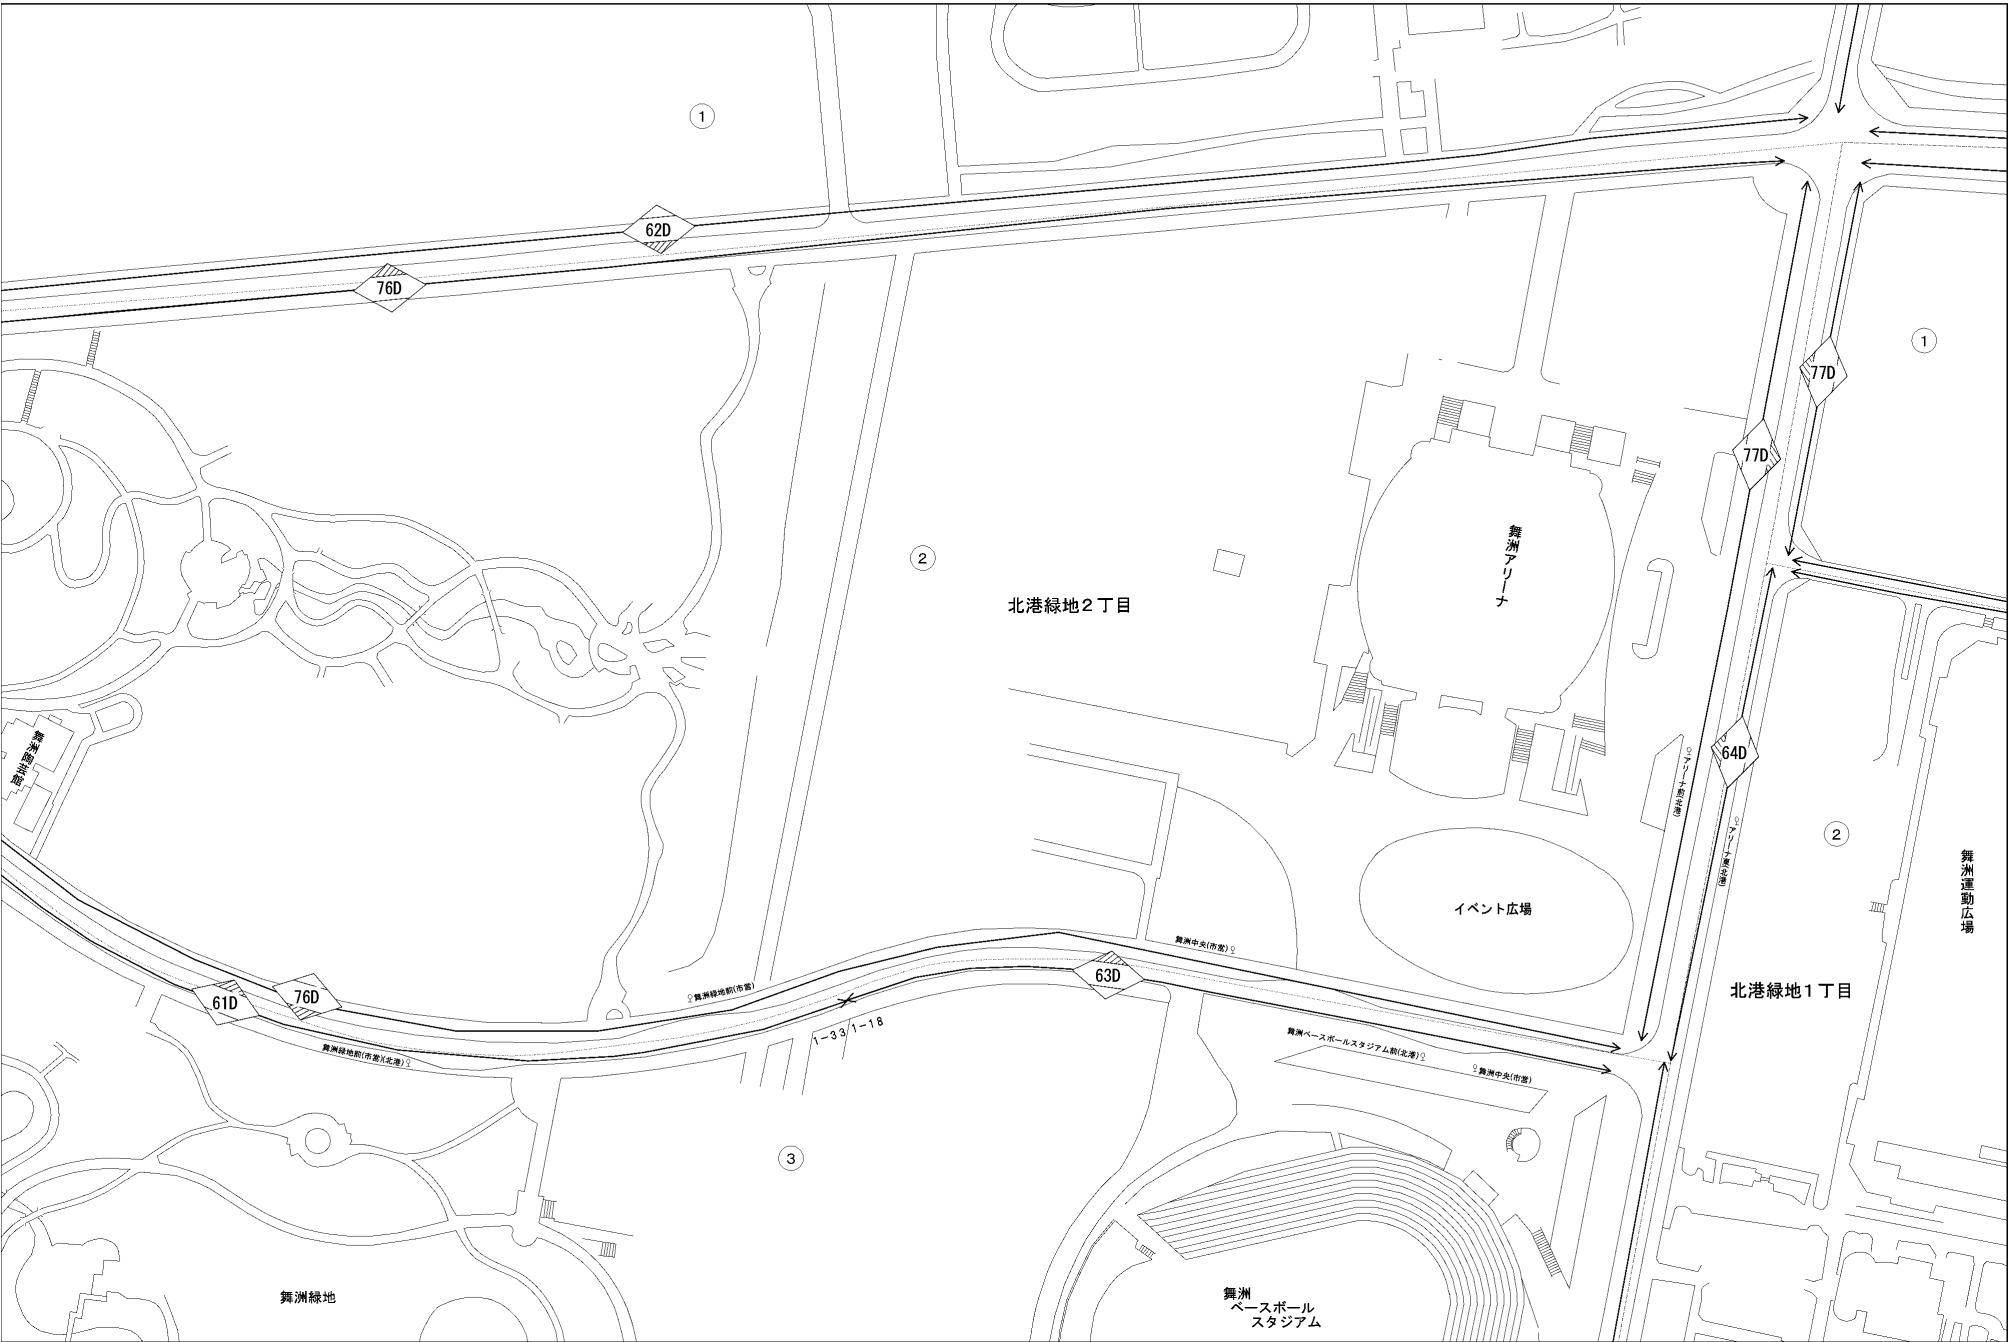 ①
62D
76D
①
77D
77D
舞洲アリーナ
②
北港緑地2丁目
舞洲陶芸館
64D
アリーナ前(北港)
アリーナ東(北港)
②
舞洲運動広場
イベント広場
舞洲中央(市営)
63D
北港緑地1丁目
61D
76D
舞洲緑地前(市営)
1-33
1-18
舞洲緑地前(市営)(北港)
舞洲ベースボールスタジアム前(北港)
舞洲中央(市営)
③
舞洲緑地
舞洲
ベースボール
スタジアム